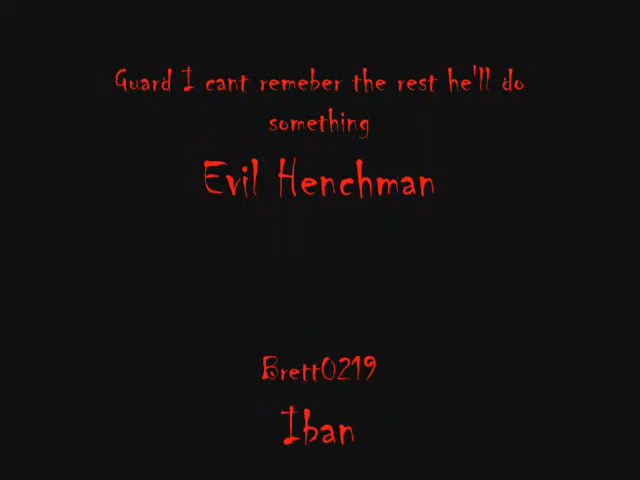 Guard I cant remeber the rest he'll do
something
Evil Henchman
Brett0219
Iban